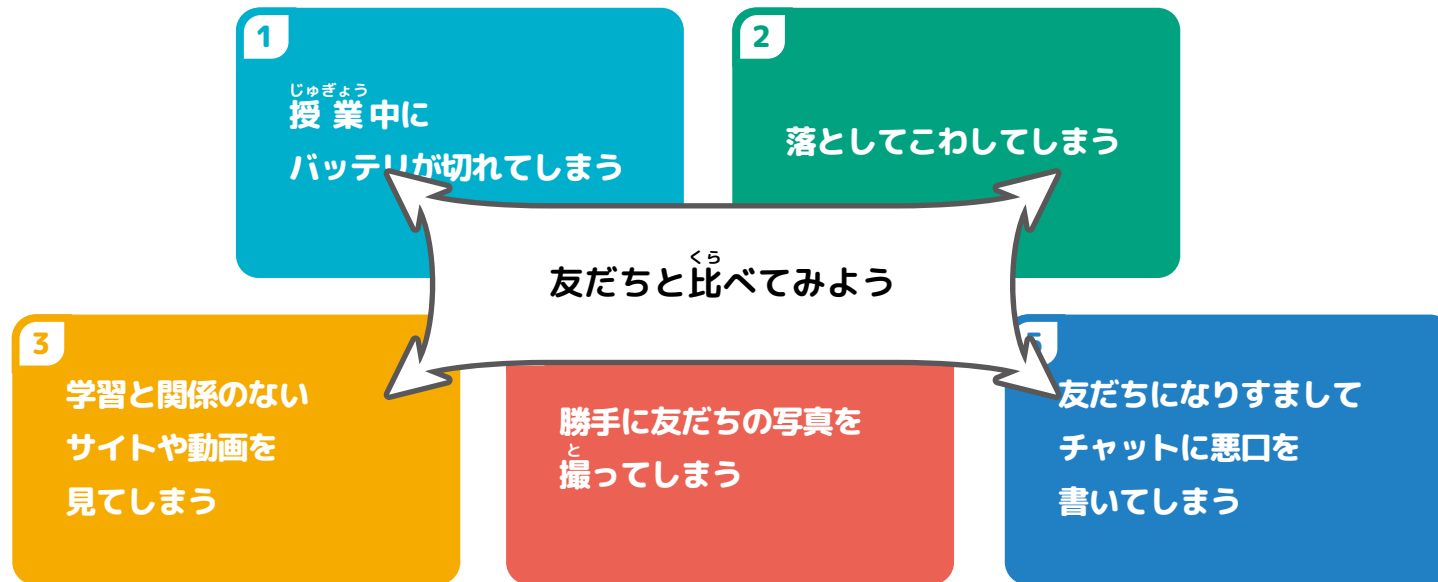 1
じゅぎょう
授業中に
バッテリが切れてしまう
2
落としてこわしてしまう
くら
友だちと比べてみよう
3
学習と関係のない
サイトや動画を
見てしまう
勝手に友だちの写真を
と
撮ってしまう
5
友だちになりすまして
チャットに悪口を
書いてしまう